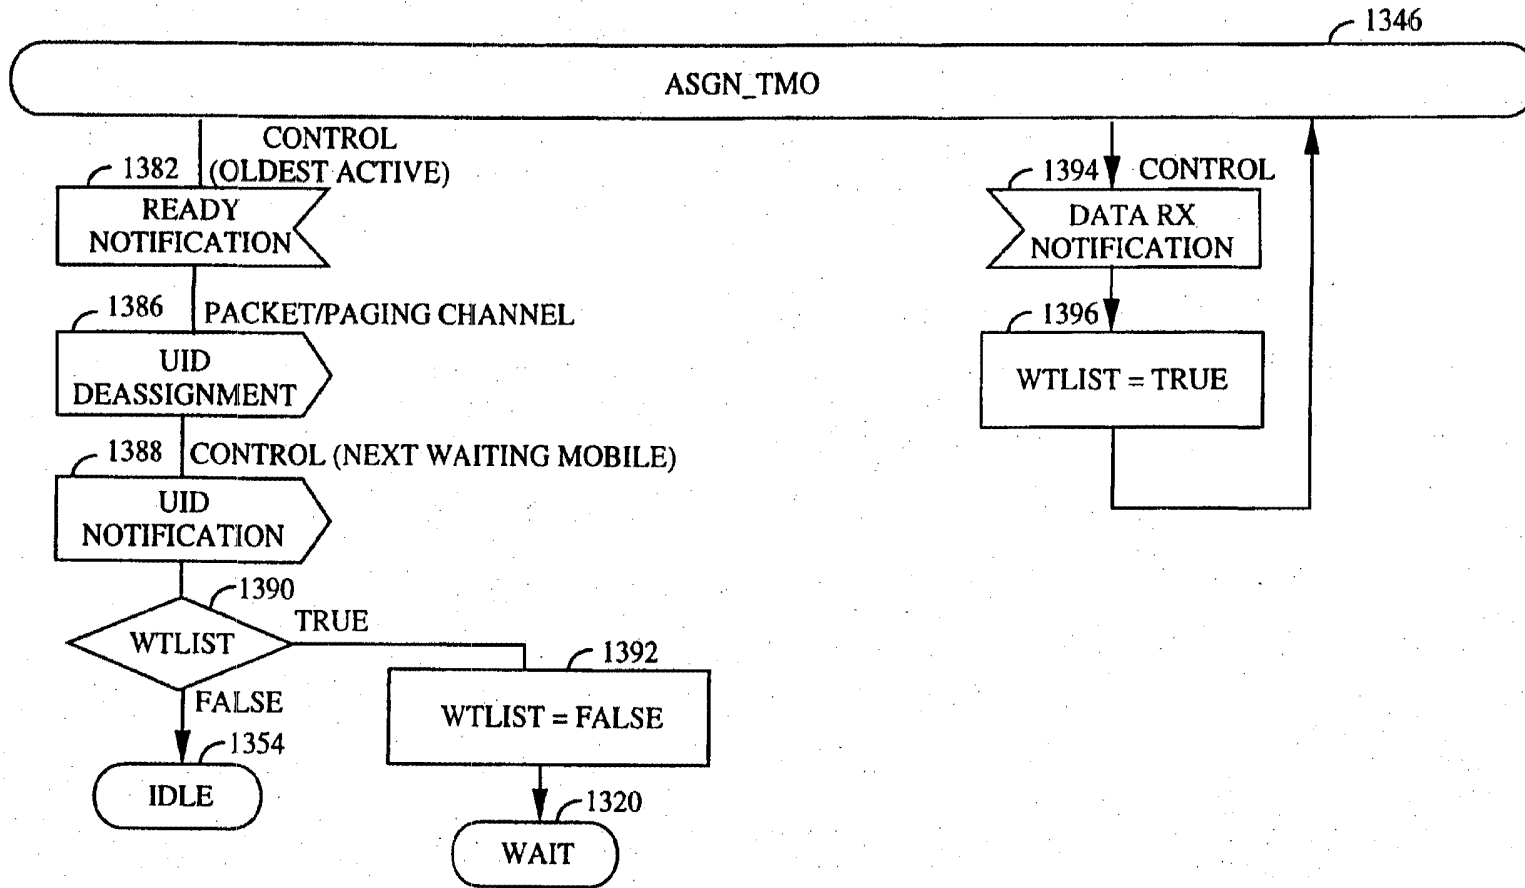 1346
ASGN_TMO
CONTROL
(OLDEST ACTIVE)
1382
READY
NOTIFICATION
1386
PACKET/PAGING CHANNEL
UID
DEASSIGNMENT
1388
CONTROL (NEXT WAITING MOBILE)
UID
NOTIFICATION
1390
WTLIST
TRUE
FALSE
1392
WTLIST = FALSE
1354
IDLE
1320
WAIT
1394
CONTROL
DATA RX
NOTIFICATION
1396
WTLIST = TRUE